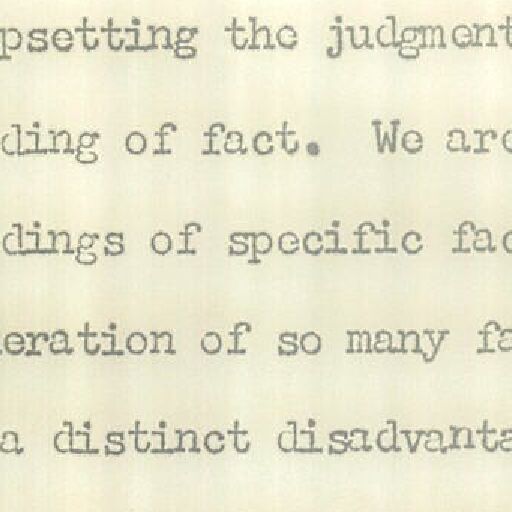 psetting the judgment
ding of fact. We are
dings of specific fac
eration of so many fa
a distinct disadvanta